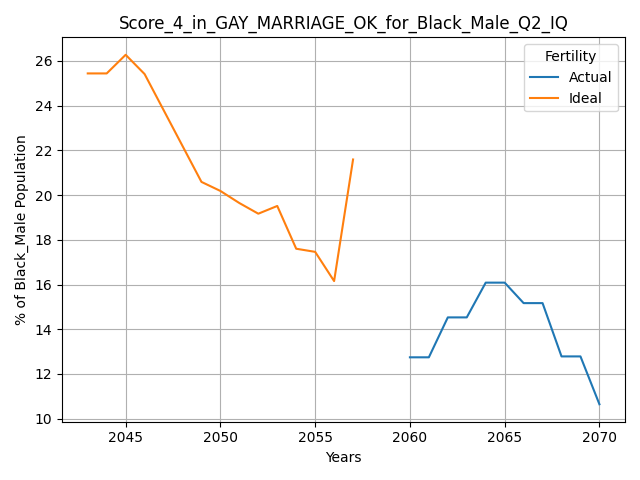 Score_4_in_GAY_MARRIAGE_OK_for_Black_Male_Q2_IQ
Fertility
Actual
Ideal
% of Black_Male Population
26
24
22
20
18
16
14
12
10
2045 2050 2055 2060 2065 2070
Years